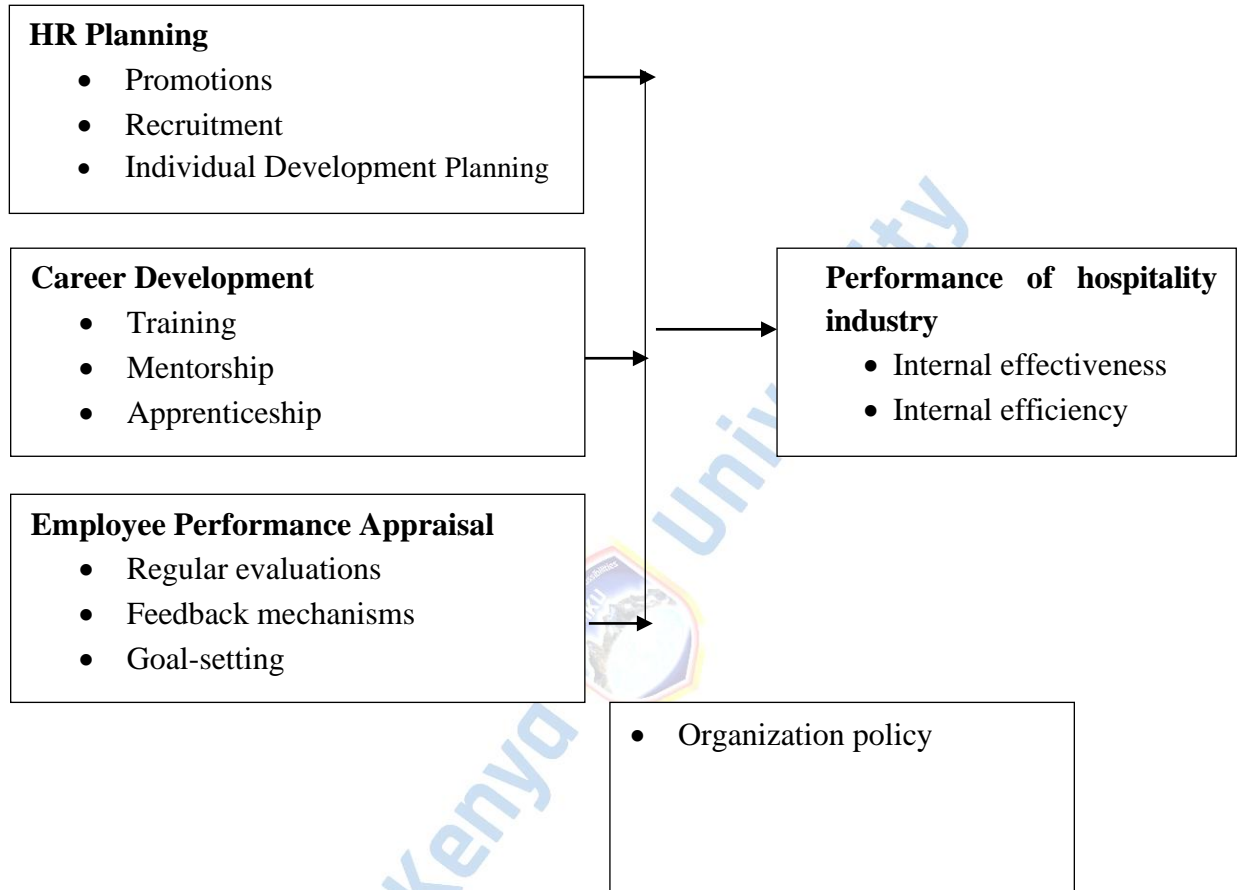 HR Planning
• Promotions
• Recruitment
• Individual Development Planning
Career Development
• Training
• Mentorship
• Apprenticeship
Employee Performance Appraisal
• Regular evaluations
• Feedback mechanisms
• Goal-setting
Performance of hospitality
industry
• Internal effectiveness
• Internal efficiency
• Organization policy
Kenya